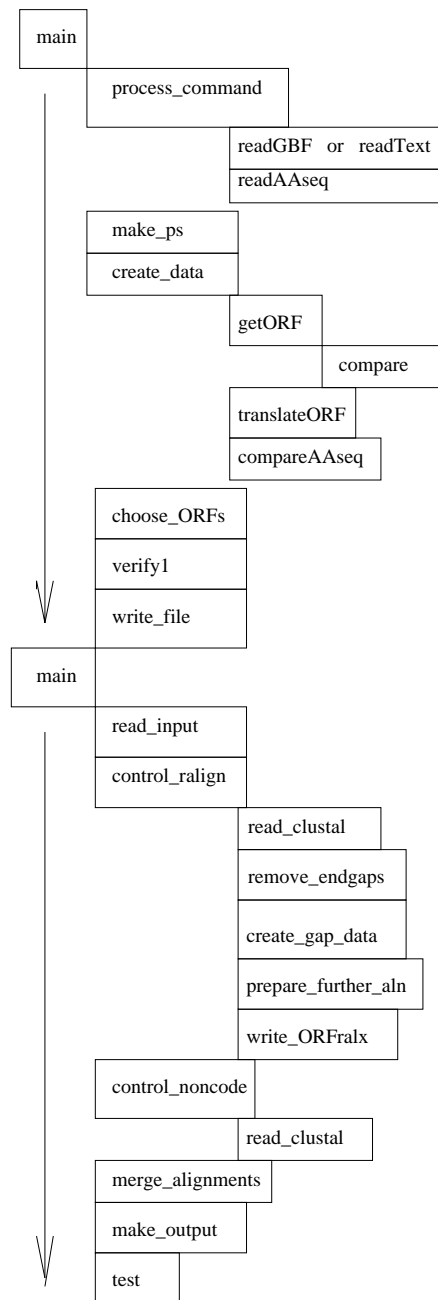 main
process_command
readGBF or readText
readAAseq
make_ps
create_data
getORF
compare
translateORF
compareAAseq
choose_ORFs
verify1
write_file
main
read_input
control_ralign
read_clustal
remove_endgaps
create_gap_data
prepare_further_aln
write_ORFralx
control_noncode
read_clustal
merge_alignments
make_output
test